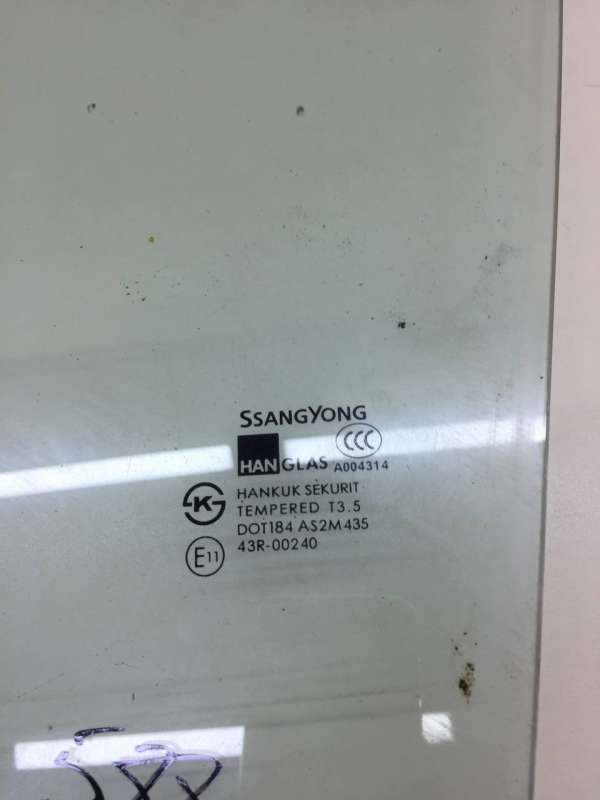 SSANGYONG
HANGLAS CCC
A004314
K
HANKUK SEKURIT
TEMPERED T3.5
DOT184 AS2M435
E11
43R-00240